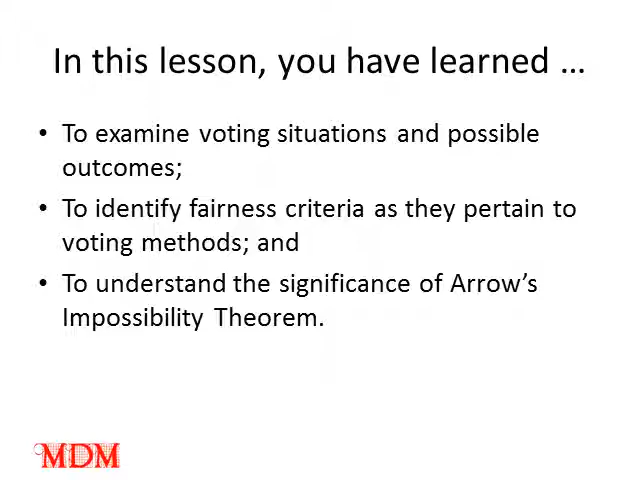 In this lesson, you have learned …
• To examine voting situations and possible
outcomes;
• To identify fairness criteria as they pertain to
voting methods; and
• To understand the significance of Arrow’s
Impossibility Theorem.
MDM